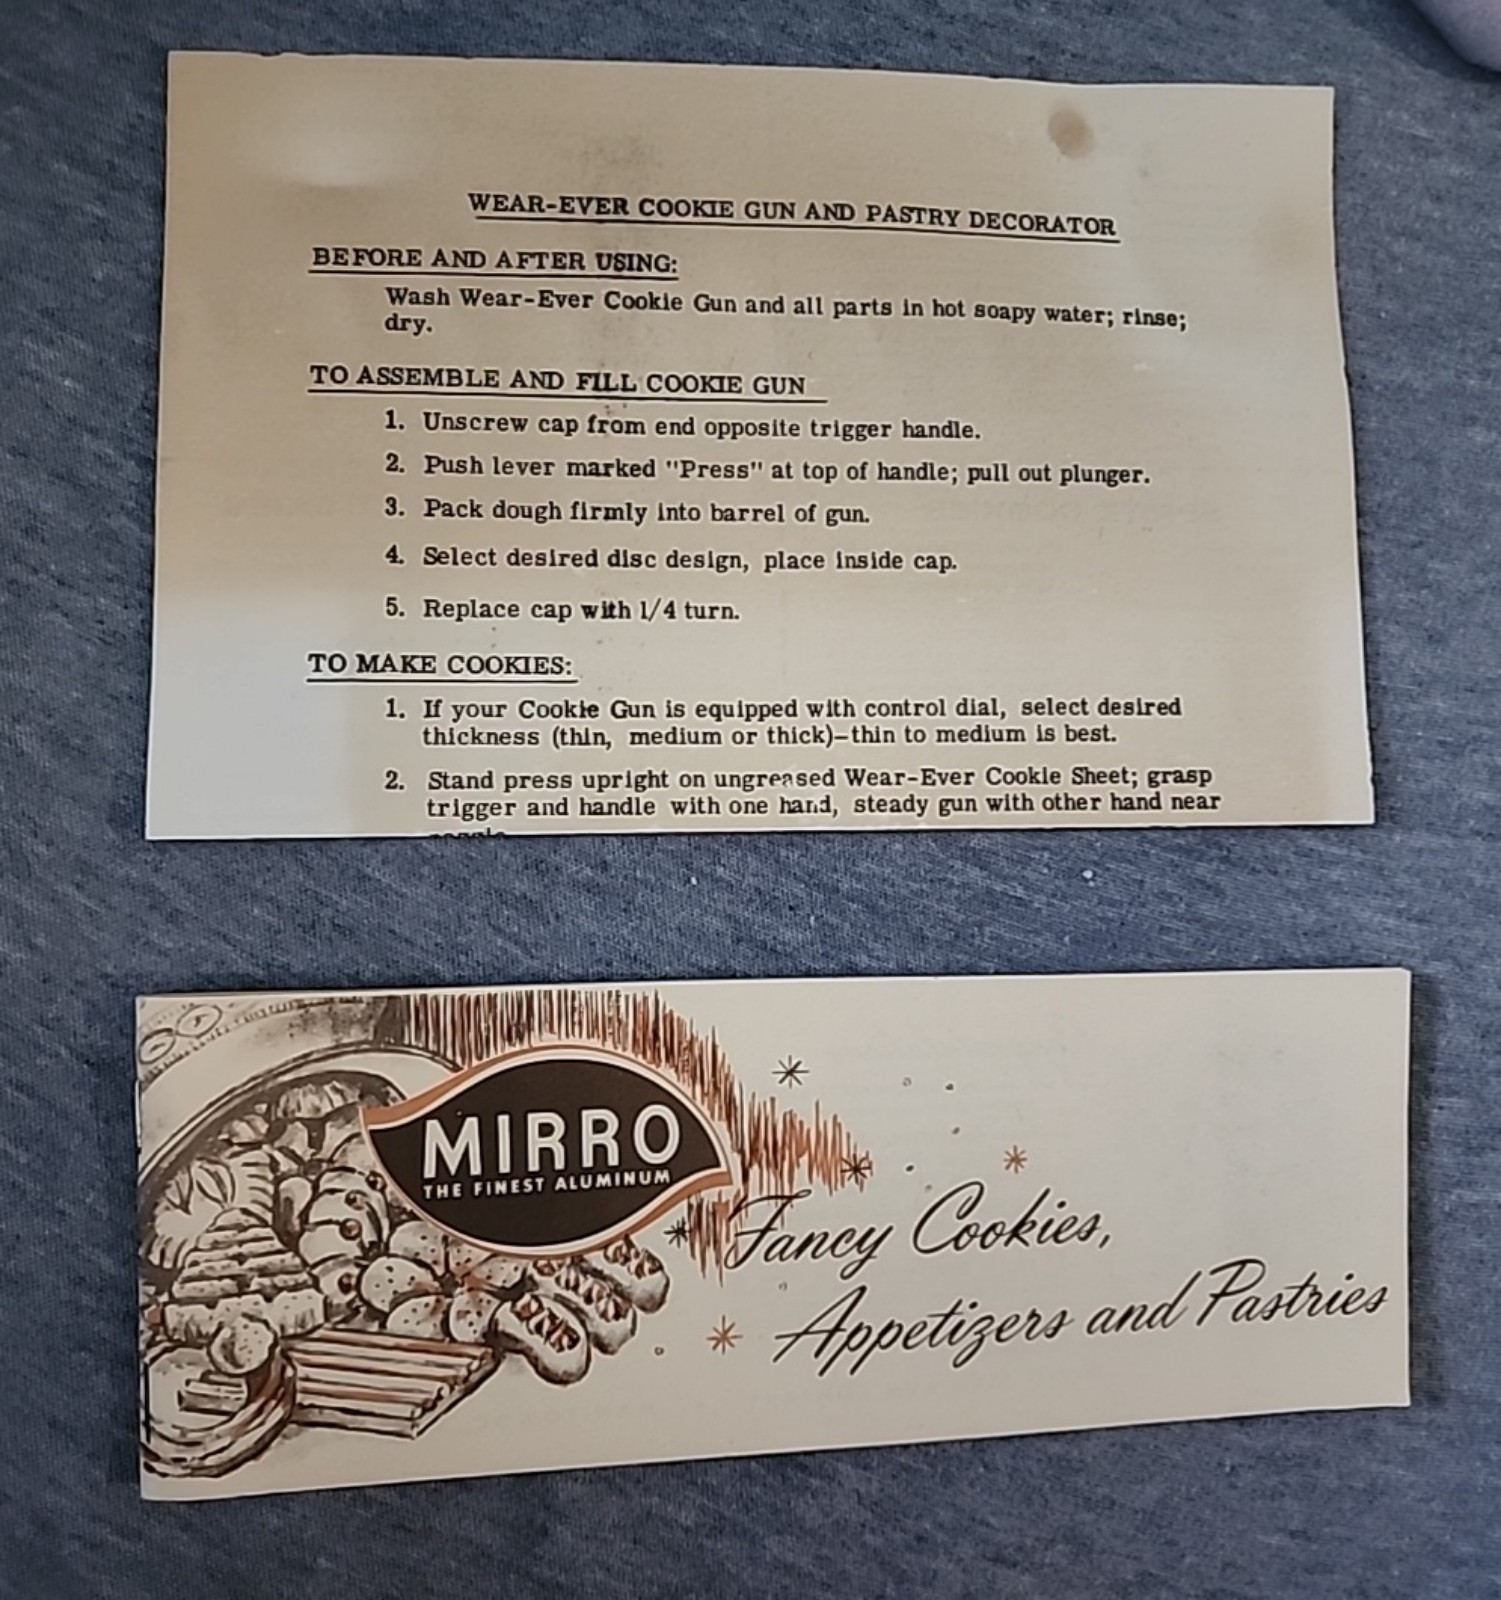 WEAR-EVER COOKIE GUN AND PASTRY DECORATOR
BEFORE AND AFTER USING:
Wash Wear-Ever Cookie Gun and all parts in hot soapy water; rinse;
dry.
TO ASSEMBLE AND FILL COOKIE GUN
1. Unscrew cap from end opposite trigger handle.
2. Push lever marked "Press" at top of handle; pull out plunger.
3. Pack dough firmly into barrel of gun.
4. Select desired disc design, place inside cap.
5. Replace cap with 1/4 turn.
TO MAKE COOKIES:
1. If your Cookie Gun is equipped with control dial, select desired
thickness (thin, medium or thick)—thin to medium is best.
2. Stand press upright on ungreased Wear-Ever Cookie Sheet; grasp
trigger and handle with one hand, steady gun with other hand near
MIRRO
THE FINEST ALUMINUM
Fancy Cookies,
Appetizers and Pastries